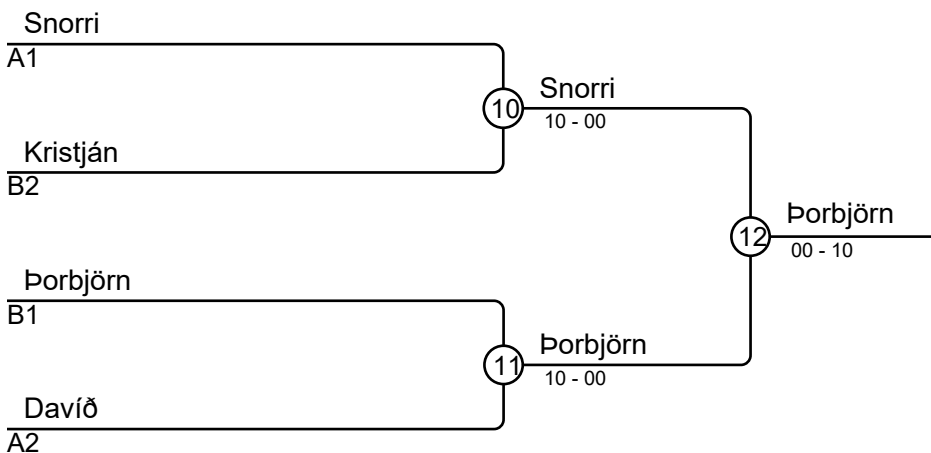 Snorri
A1
10
Snorri
10 - 00
Kristján
B2
12
Þorbjörn
00 - 10
Þorbjörn
B1
11
Þorbjörn
10 - 00
Davíð
A2